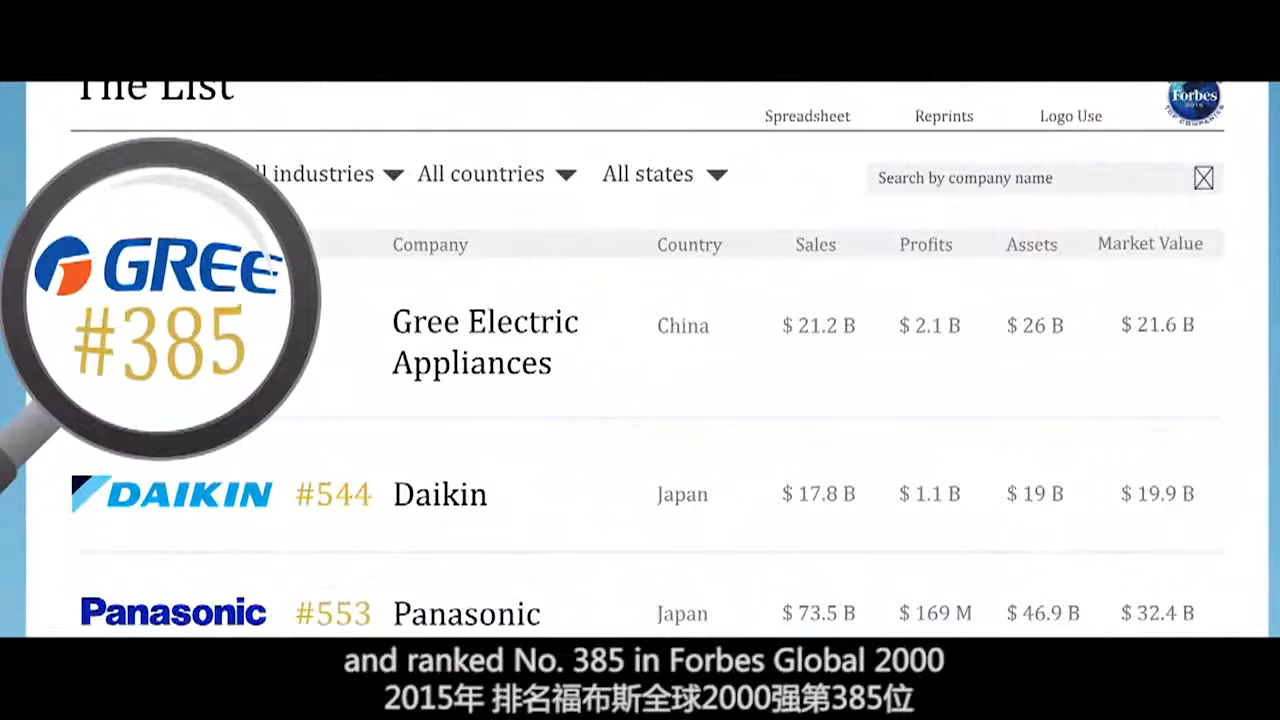 The List
Forbes
2015
TOP COMPANIES
Spreadsheet
Reprints
Logo Use
ll industries
All countries
All states
Search by company name
Company
Country
Sales
Profits
Assets
Market Value
GREE
#385
Gree Electric
Appliances
China
$ 21.2 B
$ 2.1 B
$ 26 B
$ 21.6 B
DAIKIN
#544
Daikin
Japan
$ 17.8 B
$ 1.1 B
$ 19 B
$ 19.9 B
Panasonic
#553
Panasonic
Japan
$ 73.5 B
$ 169 M
$ 46.9 B
$ 32.4 B
and ranked No. 385 in Forbes Global 2000
2015年 排名福布斯全球2000强第385位